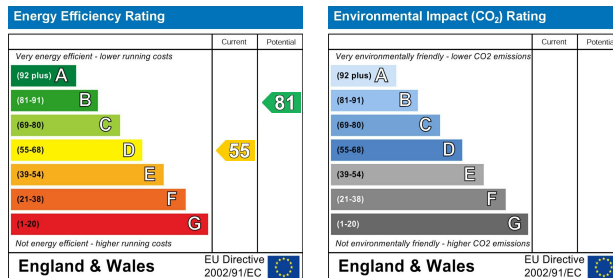 Energy Efficiency Rating
Current Potential
Very energy efficient - lower running costs
(92 plus) A
(81-91) B
81
(69-80) C
(55-68) D
55
(39-54) E
(21-38) F
(1-20) G
Not energy efficient - higher running costs
England & Wales
EU Directive
2002/91/EC
Environmental Impact (CO₂) Rating
Current Potential
Very environmentally friendly - lower CO2 emissions
(92 plus) A
(81-91) B
(69-80) C
(55-68) D
(39-54) E
(21-38) F
(1-20) G
Not environmentally friendly - higher CO2 emissions
England & Wales
EU Directive
2002/91/EC